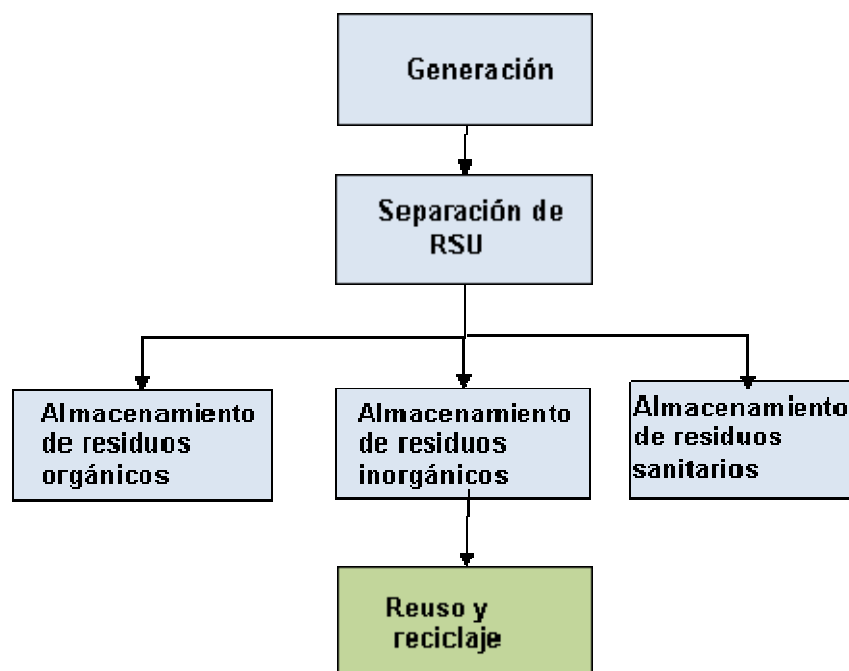 Generación
Separación de
RSU
Almacenamiento
de residuos
orgánicos
Almacenamiento
de residuos
inorgánicos
Almacenamiento
de residuos
sanitarios
Reuso y
reciclaje